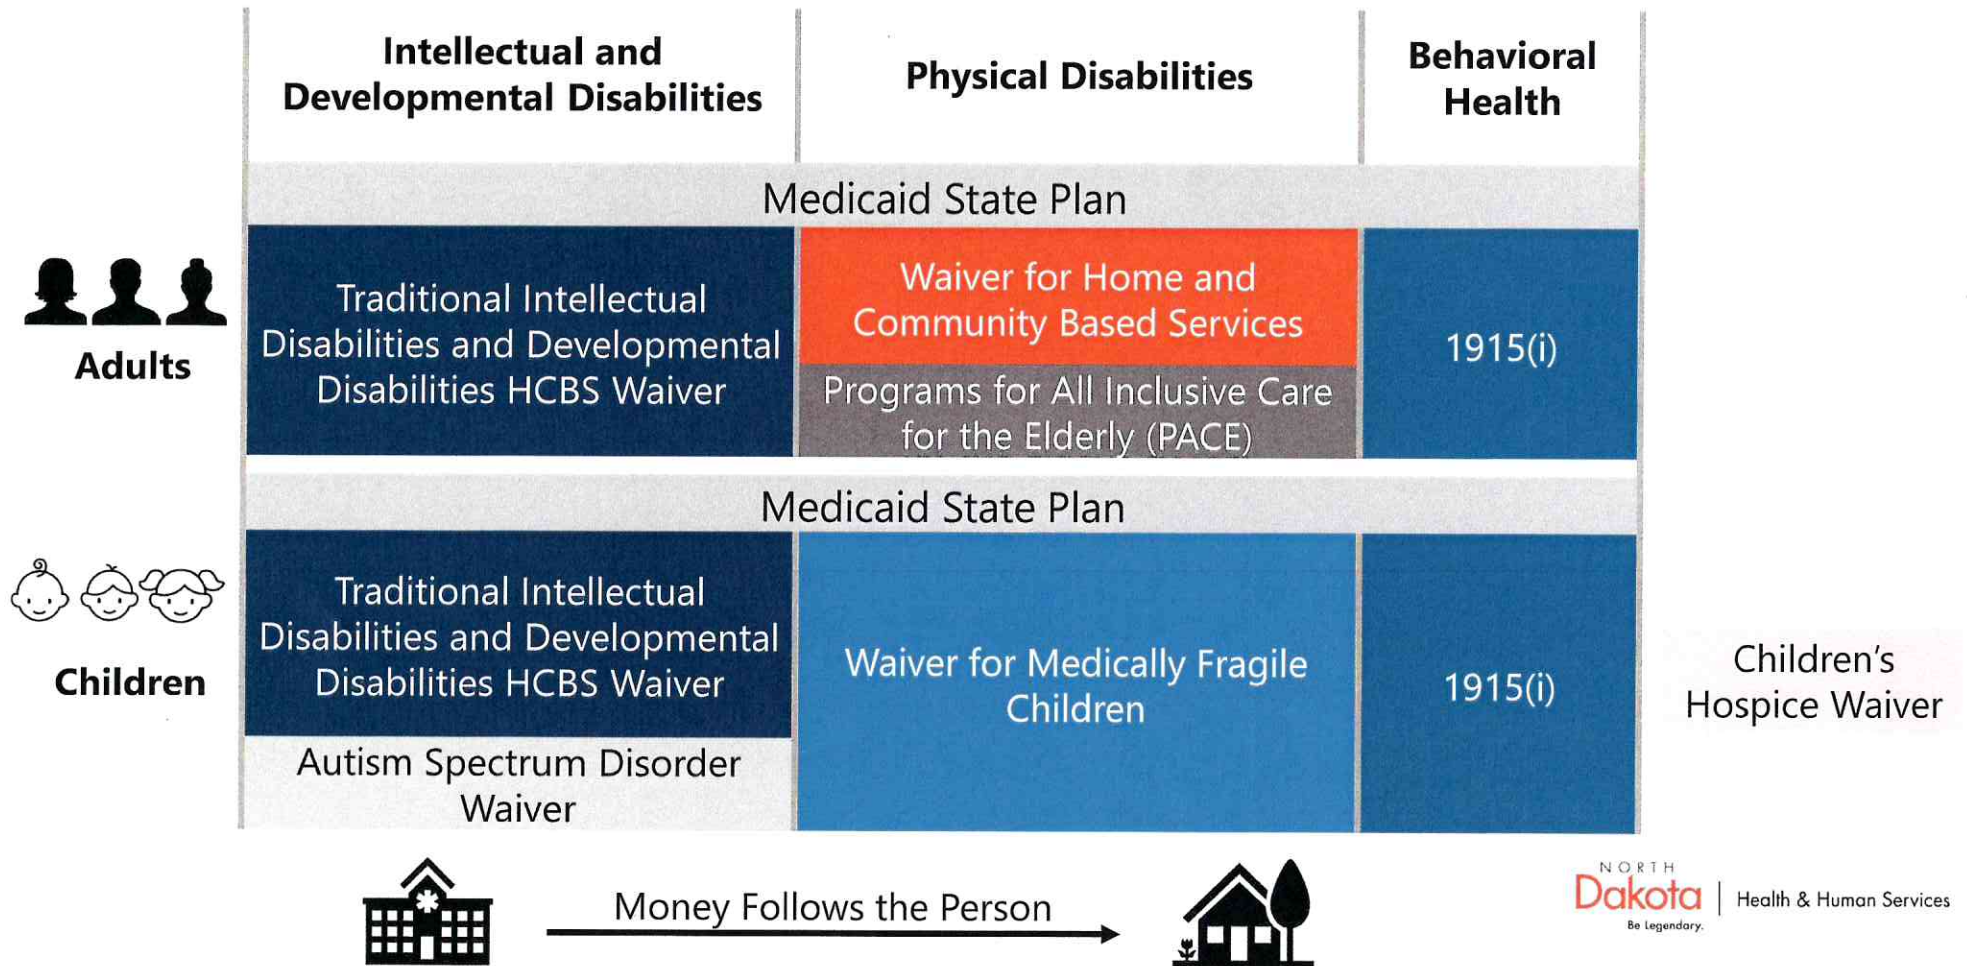 Intellectual and
Developmental Disabilities
Physical Disabilities
Behavioral
Health
Medicaid State Plan
Adults
Traditional Intellectual
Disabilities and Developmental
Disabilities HCBS Waiver
Waiver for Home and
Community Based Services
Programs for All Inclusive Care
for the Elderly (PACE)
1915(i)
Medicaid State Plan
Children
Traditional Intellectual
Disabilities and Developmental
Disabilities HCBS Waiver
Autism Spectrum Disorder
Waiver
Waiver for Medically Fragile
Children
1915(i)
Children's
Hospice Waiver
Money Follows the Person
NORTH
Dakota
Be Legendary.
Health & Human Services